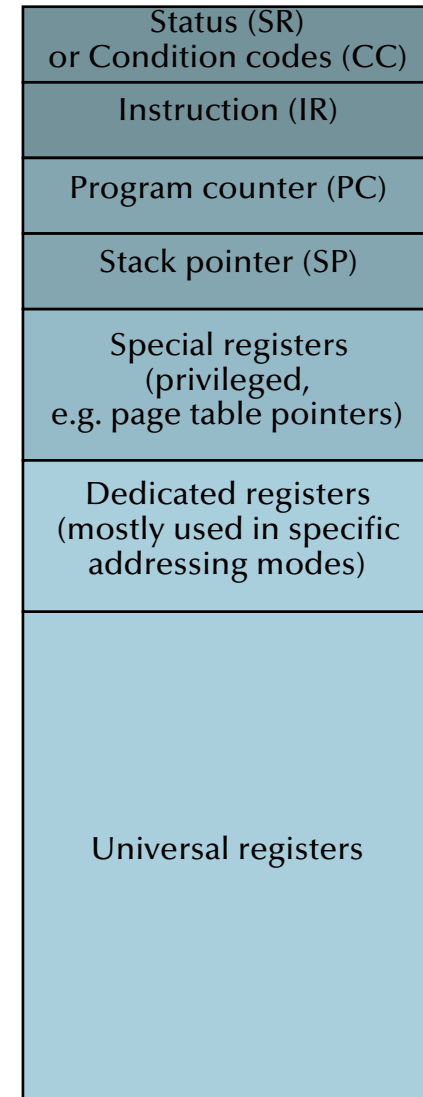 Status (SR)
or Condition codes (CC)
Instruction (IR)
Program counter (PC)
Stack pointer (SP)
Special registers
(privileged,
e.g. page table pointers)
Dedicated registers
(mostly used in specific
addressing modes)
Universal registers